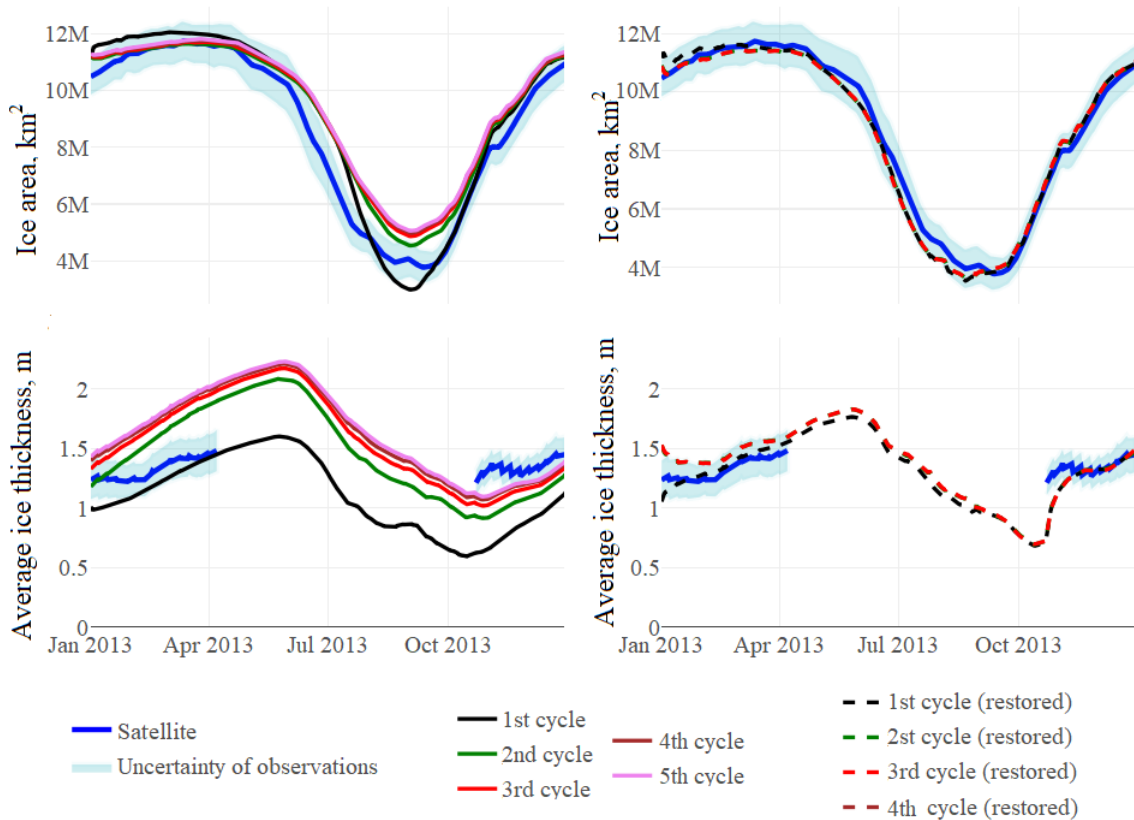 Ice area, km²
12M
10M
8M
6M
4M
Ice area, km²
12M
10M
8M
6M
4M
Average ice thickness, m
2
1.5
1
0.5
0
Jan 2013 Apr 2013 Jul 2013 Oct 2013
Average ice thickness, m
2
1.5
1
0.5
0
Jan 2013 Apr 2013 Jul 2013 Oct 2013
Satellite
Uncertainty of observations
1st cycle
2nd cycle
3rd cycle
4th cycle
5th cycle
1st cycle (restored)
2st cycle (restored)
3rd cycle (restored)
4th cycle (restored)